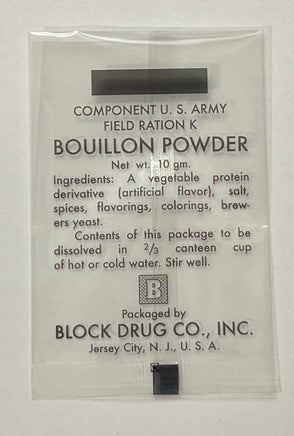 COMPONENT U. S. ARMY
FIELD RATION K
BOUILLON POWDER
Net wt. 10 gm.
Ingredients: A vegetable protein
derivative (artificial flavor), salt,
spices, flavorings, colorings, brew-
ers yeast.
Contents of this package to be
dissolved in 2/3 canteen cup
of hot or cold water. Stir well.
B
Packaged by
BLOCK DRUG CO., INC.
Jersey City, N. J., U. S. A.